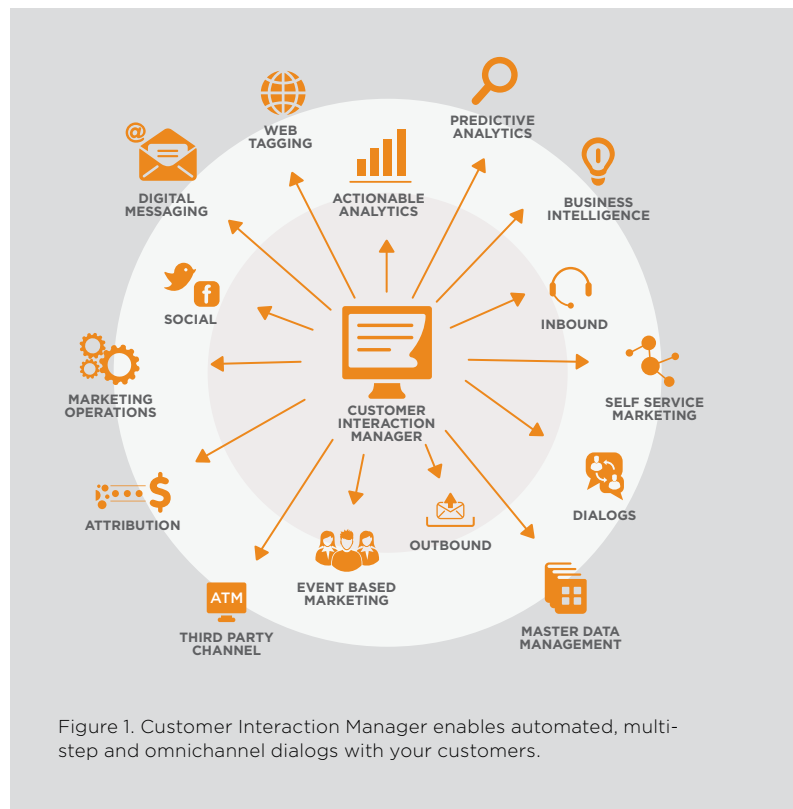 PREDICTIVE
ANALYTICS
WEB
TAGGING
@
DIGITAL
MESSAGING
ACTIONABLE
ANALYTICS
BUSINESS
INTELLIGENCE
f
SOCIAL
INBOUND
MARKETING
OPERATIONS
CUSTOMER
INTERACTION
MANAGER
SELF SERVICE
MARKETING
$
ATTRIBUTION
DIALOGS
OUTBOUND
EVENT BASED
MARKETING
ATM
THIRD PARTY
CHANNEL
MASTER DATA
MANAGEMENT
Figure 1. Customer Interaction Manager enables automated, multi-
step and omnichannel dialogs with your customers.